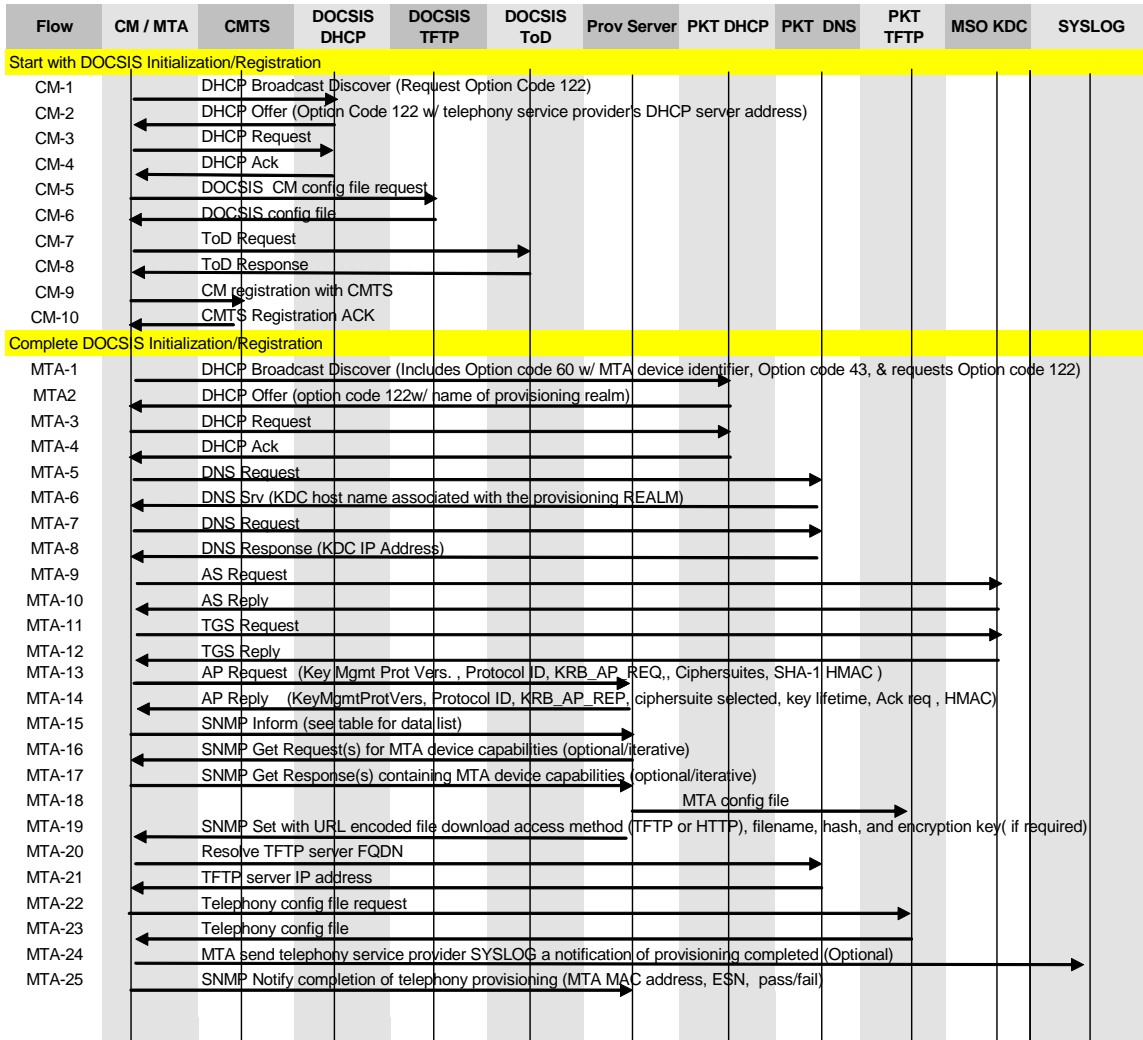 Flow CM / MTA CMTS DOCSIS DHCP DOCSIS TFTP DOCSIS ToD Prov Server PKT DHCP PKT DNS PKT TFTP MSO KDC SYSLOG
Start with DOCSIS Initialization/Registration
CM-1 DHCP Broadcast Discover (Request Option Code 122)
CM-2 DHCP Offer (Option Code 122 w/ telephony service provider's DHCP server address)
CM-3 DHCP Request
CM-4 DHCP Ack
CM-5 DOCSIS CM config file request
CM-6 DOCSIS config file
CM-7 ToD Request
CM-8 ToD Response
CM-9 CM registration with CMTS
CM-10 CMTS Registration ACK
Complete DOCSIS Initialization/Registration
MTA-1 DHCP Broadcast Discover (Includes Option code 60 w/ MTA device identifier, Option code 43, & requests Option code 122)
MTA2 DHCP Offer (option code 122w/ name of provisioning realm)
MTA-3 DHCP Request
MTA-4 DHCP Ack
MTA-5 DNS Request
MTA-6 DNS Srv (KDC host name associated with the provisioning REALM)
MTA-7 DNS Request
MTA-8 DNS Response (KDC IP Address)
MTA-9 AS Request
MTA-10 AS Reply
MTA-11 TGS Request
MTA-12 TGS Reply
MTA-13 AP Request (Key Mgmt Prot Vers. , Protocol ID, KRB_AP_REQ,, Ciphersuites, SHA-1 HMAC )
MTA-14 AP Reply (KeyMgmtProtVers, Protocol ID, KRB_AP_REP, ciphersuite selected, key lifetime, Ack req , HMAC)
MTA-15 SNMP Inform (see table for data list)
MTA-16 SNMP Get Request(s) for MTA device capabilities (optional/iterative)
MTA-17 SNMP Get Response(s) containing MTA device capabilities (optional/iterative)
MTA-18 MTA config file
MTA-19 SNMP Set with URL encoded file download access method (TFTP or HTTP), filename, hash, and encryption key( if required)
MTA-20 Resolve TFTP server FQDN
MTA-21 TFTP server IP address
MTA-22 Telephony config file request
MTA-23 Telephony config file
MTA-24 MTA send telephony service provider SYSLOG a notification of provisioning completed (Optional)
MTA-25 SNMP Notify completion of telephony provisioning (MTA MAC address, ESN, pass/fail)